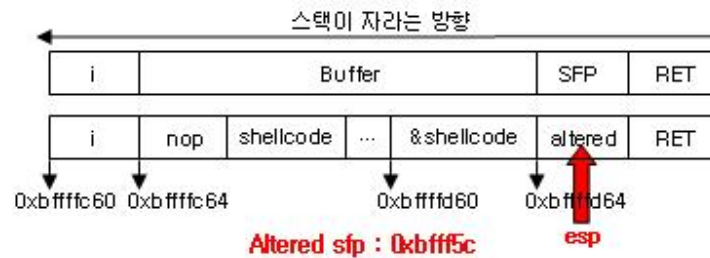 스택이 자라는 방향
i Buffer SFP RET
i nop shellcode ... &shellcode altered RET
0xbffffc60 0xbffffc64 0xbffffd60 0xbffffd64
Altered sfp : 0xbfff5c esp